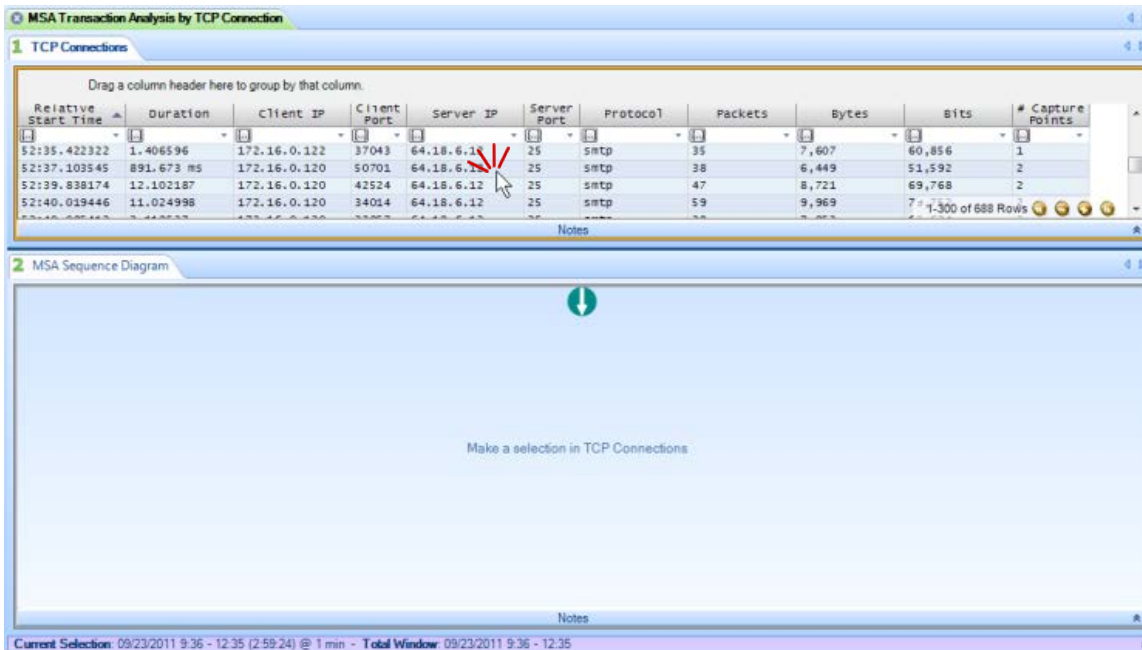 MSA Transaction Analysis by TCP Connection
1 TCP Connections
Drag a column header here to group by that column.
Relative Start Time Duration Client IP Client Port Server IP Server Port Protocol Packets Bytes Bits # Capture Points
52:35.422322 1.406596 172.16.0.122 37043 64.18.6.12 25 smtp 35 7,607 60,856 1
52:37.103545 891.673 ms 172.16.0.120 50701 64.18.6.12 25 smtp 38 6,449 51,592 2
52:39.838174 12.102187 172.16.0.120 42524 64.18.6.12 25 smtp 47 8,721 69,768 2
52:40.019446 11.024998 172.16.0.120 34014 64.18.6.12 25 smtp 59 9,969
1-300 of 688 Rows
Notes
2 MSA Sequence Diagram
Make a selection in TCP Connections
Notes
Current Selection: 09/23/2011 9:36 - 12:35 (2:59:24) @ 1 min - Total Window: 09/23/2011 9:36 - 12:35